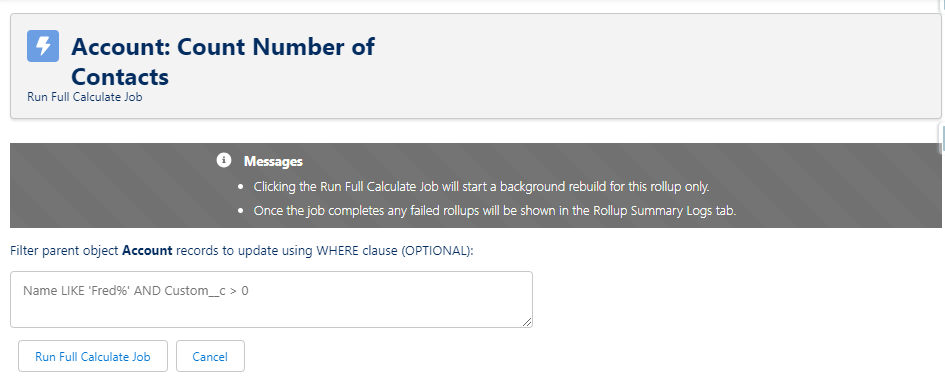 Account: Count Number of
Contacts
Run Full Calculate Job
Messages
• Clicking the Run Full Calculate Job will start a background rebuild for this rollup only.
• Once the job completes any failed rollups will be shown in the Rollup Summary Logs tab.
Filter parent object Account records to update using WHERE clause (OPTIONAL):
Name LIKE 'Fred%' AND Custom__c > 0
Run Full Calculate Job
Cancel